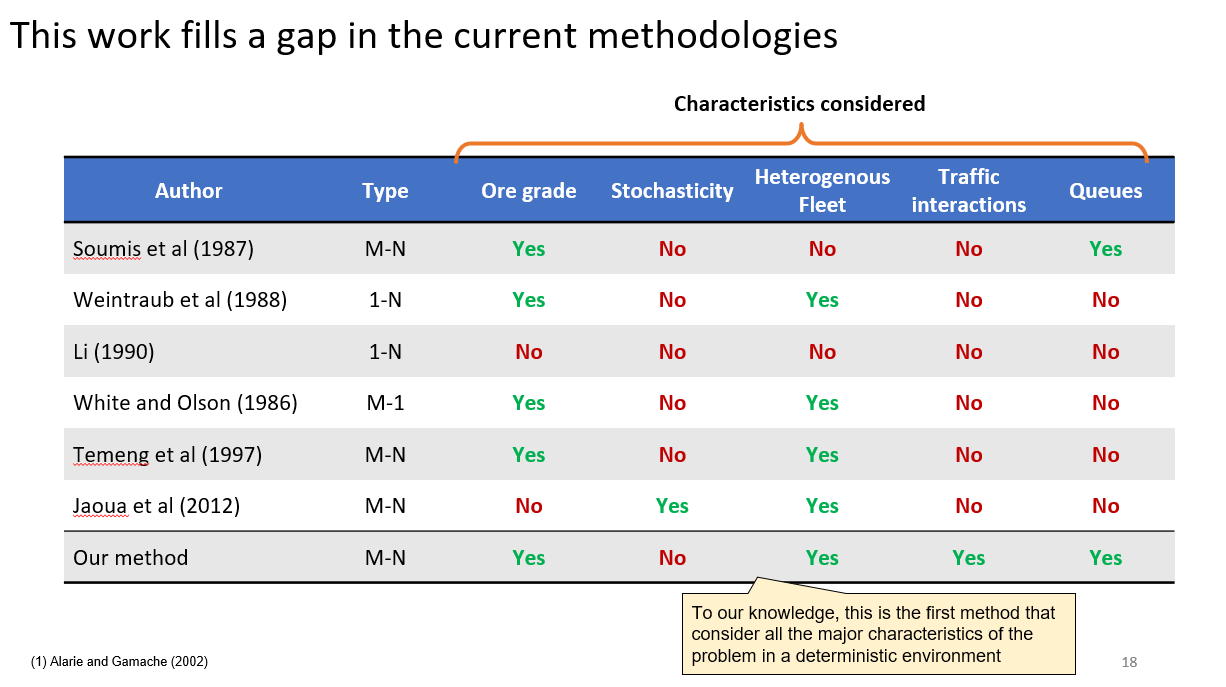 This work fills a gap in the current methodologies
Characteristics considered
Author Type Ore grade Stochasticity Heterogenous Fleet Traffic interactions Queues
Soumis et al (1987) M-N Yes No No No Yes
Weintraub et al (1988) 1-N Yes No Yes No No
Li (1990) 1-N No No No No No
White and Olson (1986) M-1 Yes No Yes No No
Temeng et al (1997) M-N Yes No Yes No No
Jaoua et al (2012) M-N No Yes Yes No No
Our method M-N Yes No Yes Yes Yes
To our knowledge, this is the first method that
consider all the major characteristics of the
problem in a deterministic environment
(1) Alarie and Gamache (2002)
18